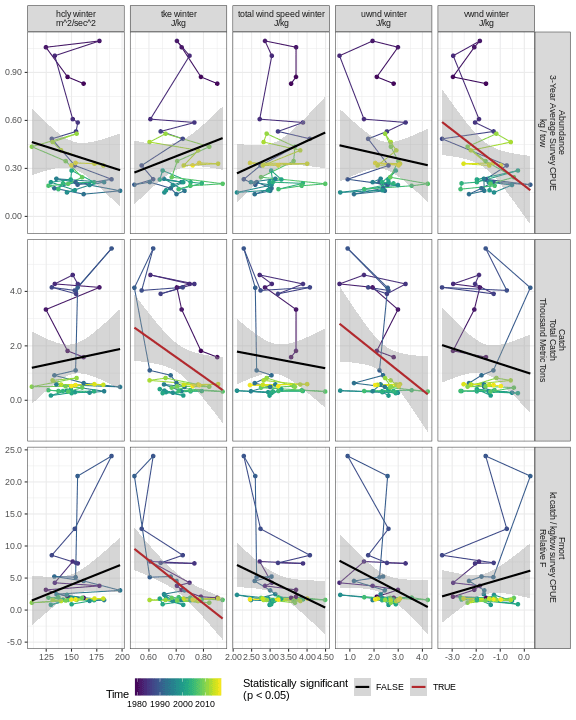 hcly winter
m^2/sec^2
tke winter
J/kg
total wind speed winter
J/kg
uwnd winter
J/kg
vwnd winter
J/kg
0.90
0.60
0.30
0.00
Abundance
3-Year Average Survey CPUE
kg / tow
4.0
2.0
0.0
Catch
Total Catch
Thousand Metric Tons
25.0
20.0
15.0
10.0
5.0
0.0
-5.0
Fmort
kt catch / kg/tow survey CPUE
Relative F
125 150 175 200
0.60 0.70 0.80
2.00 2.50 3.00 3.50 4.00 4.50
1.0 2.0 3.0 4.0
-3.0 -2.0 -1.0 0.0
Time
1980 1990 2000 2010
Statistically significant
(p < 0.05)
FALSE
TRUE